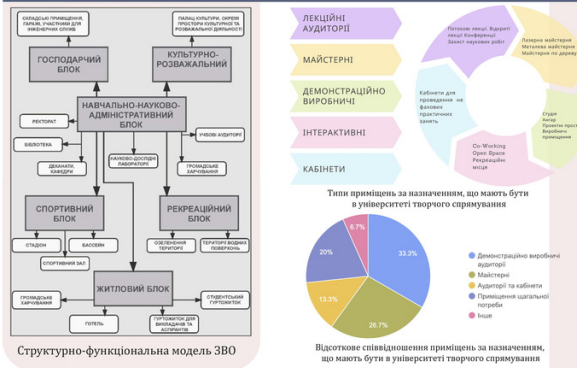 СКЛАДСЬКІ ПРИМІЩЕННЯ,
ГАРАЖІ, УЧАСТНИКИ ДЛЯ
ІНЖЕНЕРНИХ СЛУЖБ
ПАЛАЦ КУЛЬТУРИ, ОКРЕМІ
ПРОСТОРИ КУЛЬТУРНОЇ ТА
РОЗВАЖАЛЬНОЇ ДІЯЛЬНОСТІ
ГОСПОДАРЧИЙ
БЛОК
КУЛЬТУРНО-
РОЗВАЖАЛЬНИЙ
НАВЧАЛЬНО-НАУКОВО-
АДМІНІСТРАТИВНИЙ
БЛОК
РЕКТОРАТ
УЧБОВІ АУДИТОРІЇ
БІБЛІОТЕКА
ДЕКАНАТИ,
КАФЕДРИ
НАУКОВО-ДОСЛІДНІ
ЛАБОРАТОРІЇ
ГРОМАДСЬКЕ
ХАРЧУВАННЯ
СПОРТИВНИЙ
БЛОК
РЕКРЕАЦІЙНИЙ
БЛОК
СТАДІОН
БАССЕЙН
СПОРТИВНИЙ ЗАЛ
ОЗЕЛЕНЕННЯ
ТЕРИТОРІЇ
ТЕРИТОРІЇ ВОДНИХ
ПОВЕРХОНЬ
ЖИТЛОВИЙ БЛОК
ГРОМАДСЬКЕ
ХАРЧУВАННЯ
СТУДЕНТСЬКИЙ
ГУРТОЖИТОК
ГОТЕЛЬ
ГУРТОЖИТОК ДЛЯ
ВИКЛАДАЧІВ ТА
АСПІРАНТІВ
Структурно-функціональна модель ЗВО
ЛЕКЦІЙНІ
АУДИТОРІЇ
МАЙСТЕРНІ
ДЕМОНСТРАЦІЙНО
ВИРОБНИЧІ
ІНТЕРАКТИВНІ
КАБІНЕТИ
Потокові лекції. Відкриті
лекції Конференції
Захист наукових робіт
Лазерна майстерня
Металева майстерня
Майстерня по дереву
Студія
Ангар
Проектні прос
Виробничі
приміщення
Co-Working
Open Space
Рекреаційні
місця
Кабінети для
проведення не
фахових
практичних
занять
Типи приміщень за назначенням, що мають бути
в університеті творчого спрямування
33.3%
26.7%
13.3%
20%
6.7%
Демонстраційно виробничі
аудиторії
Майстерні
Аудиторії та кабінети
Приміщення щагальної
потреби
Інше
Відсоткове співвідношення приміщень за назначенням,
що мають бути в університеті творчого спрямування